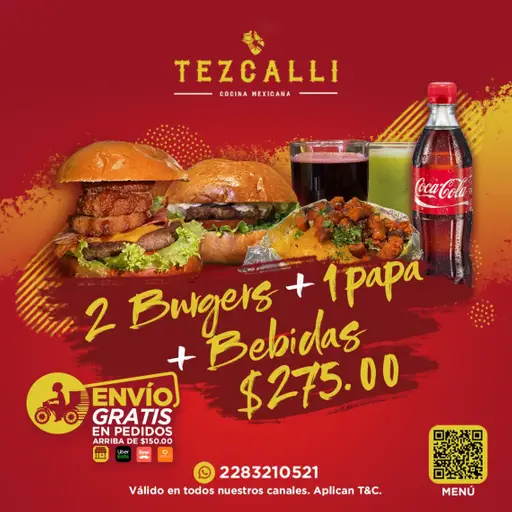 TEZCALLI
COCINA MEXICANA
Coca-Cola
2 Burgers + 1 papa
+ Bebidas
$275.00
ENVÍO
GRATIS
EN PEDIDOS
ARRIBA DE $150.00
Uber
Eats
2283210521
Válido en todos nuestros canales. Aplican T&C.
MENÚ